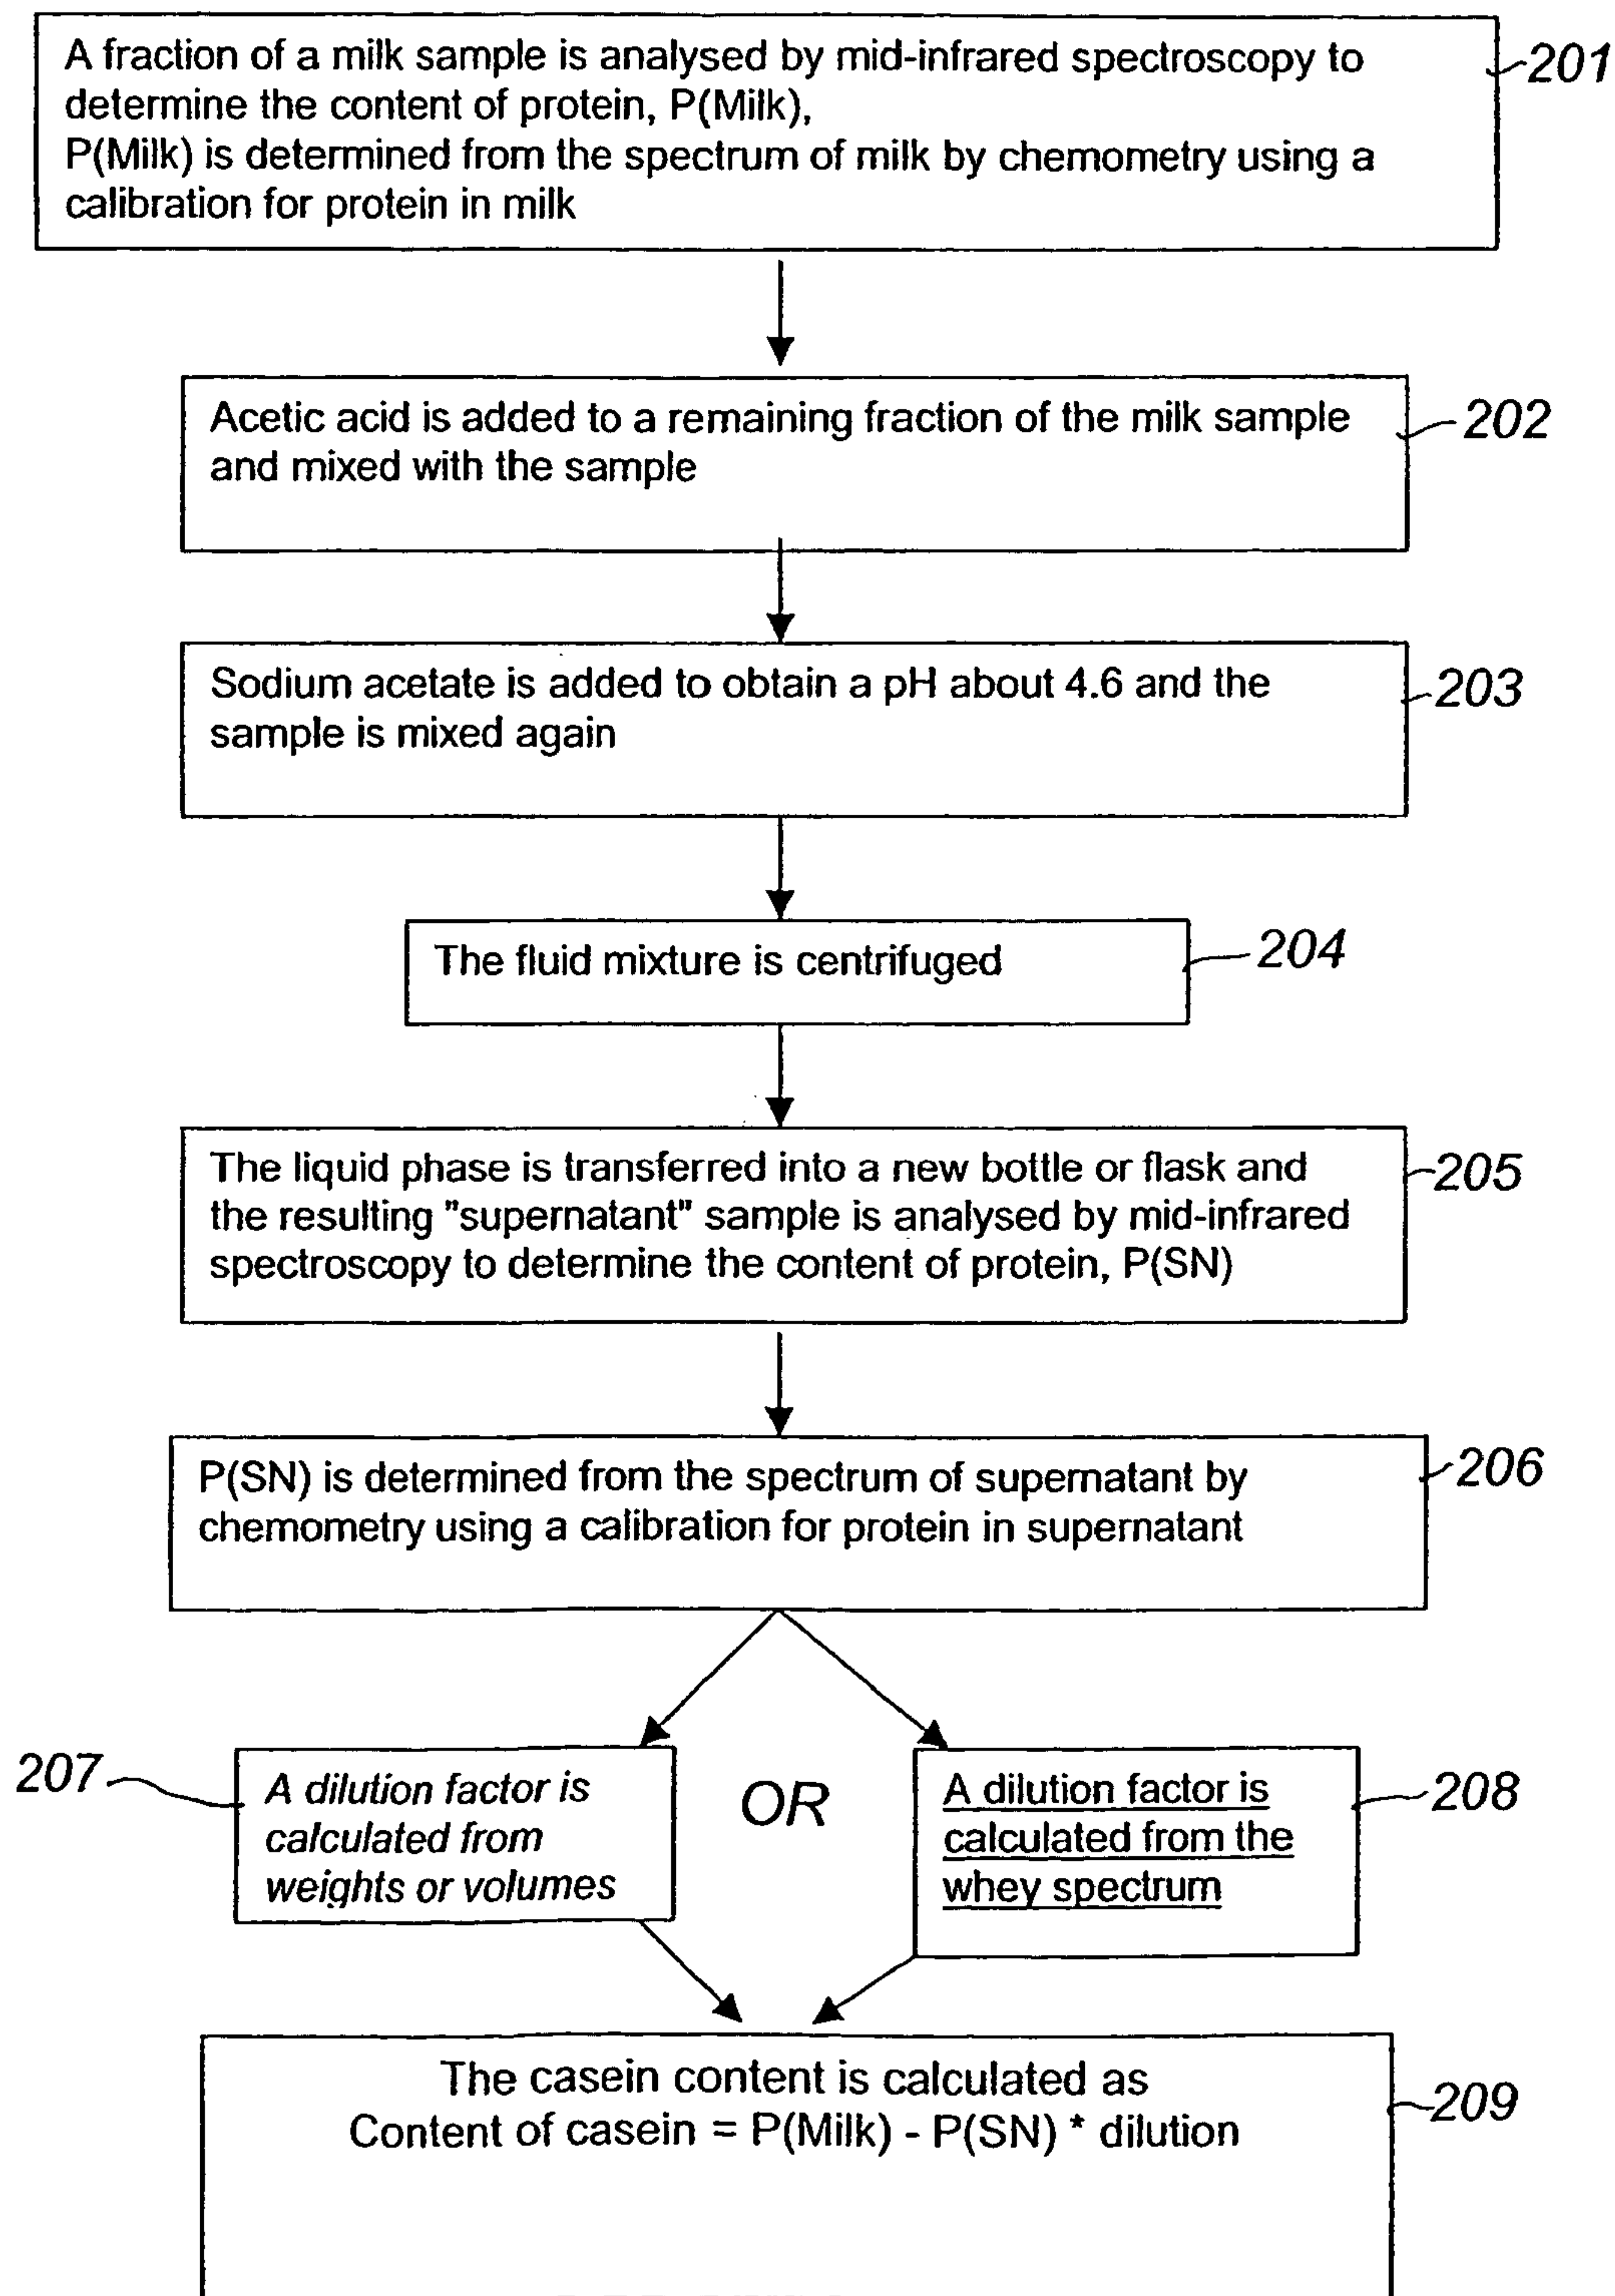 A fraction of a milk sample is analysed by mid-infrared spectroscopy to
determine the content of protein, P(Milk),
P(Milk) is determined from the spectrum of milk by chemometry using a
calibration for protein in milk
201
Acetic acid is added to a remaining fraction of the milk sample
and mixed with the sample
202
Sodium acetate is added to obtain a pH about 4.6 and the
sample is mixed again
203
The fluid mixture is centrifuged
204
The liquid phase is transferred into a new bottle or flask and
the resulting "supernatant" sample is analysed by mid-infrared
spectroscopy to determine the content of protein, P(SN)
205
P(SN) is determined from the spectrum of supernatant by
chemometry using a calibration for protein in supernatant
206
207
A dilution factor is
calculated from
weights or volumes
OR
A dilution factor is
calculated from the
whey spectrum
208
The casein content is calculated as
Content of casein = P(Milk) - P(SN) * dilution
209